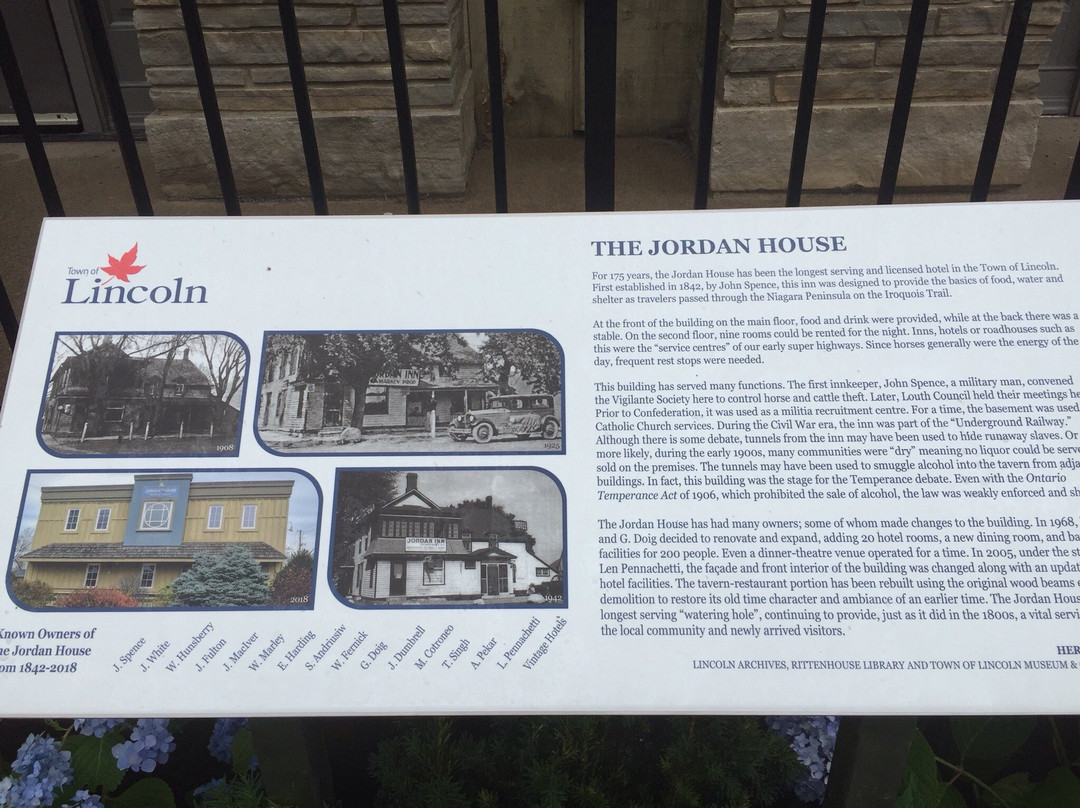 Town of
Lincoln
1908
JORDAN INN
1925
2018
JORDAN INN
1942
Known Owners of
the Jordan House
from 1842-2018
J. Spence
J. White
W. Hunsberry
J. Fulton
J. MacIver
W. Marley
E. Harding
S. Andriusiw
W. Fernick
G. Doig
J. Dumbrell
M. Cotroneo
T. Singh
A. Pekar
L. Pennachetti
Vintage Hotels
THE JORDAN HOUSE
For 175 years, the Jordan House has been the longest serving and licensed hotel in the Town of Lincoln.
First established in 1842, by John Spence, this inn was designed to provide the basics of food, water and
shelter as travelers passed through the Niagara Peninsula on the Iroquois Trail.
At the front of the building on the main floor, food and drink were provided, while at the back there was a
stable. On the second floor, nine rooms could be rented for the night. Inns, hotels or roadhouses such as
this were the “service centres” of our early super highways. Since horses generally were the energy of the
day, frequent rest stops were needed.
This building has served many functions. The first innkeeper, John Spence, a military man, convened
the Vigilante Society here to control horse and cattle theft. Later, Louth Council held their meetings he
Prior to Confederation, it was used as a militia recruitment centre. For a time, the basement was used
Catholic Church services. During the Civil War era, the inn was part of the “Underground Railway.”
Although there is some debate, tunnels from the inn may have been used to hide runaway slaves. Or
more likely, during the early 1900s, many communities were “dry” meaning no liquor could be serve
sold on the premises. The tunnels may have been used to smuggle alcohol into the tavern from adja
buildings. In fact, this building was the stage for the Temperance debate. Even with the Ontario
Temperance Act of 1906, which prohibited the sale of alcohol, the law was weakly enforced and sh
The Jordan House has had many owners; some of whom made changes to the building. In 1968,
and G. Doig decided to renovate and expand, adding 20 hotel rooms, a new dining room, and ba
facilities for 200 people. Even a dinner-theatre venue operated for a time. In 2005, under the st
Len Pennachetti, the façade and front interior of the building was changed along with an updat
hotel facilities. The tavern-restaurant portion has been rebuilt using the original wood beams
demolition to restore its old time character and ambiance of an earlier time. The Jordan Hous
longest serving “watering hole”, continuing to provide, just as it did in the 1800s, a vital servi
the local community and newly arrived visitors.
HER
LINCOLN ARCHIVES, RITTENHOUSE LIBRARY AND TOWN OF LINCOLN MUSEUM &